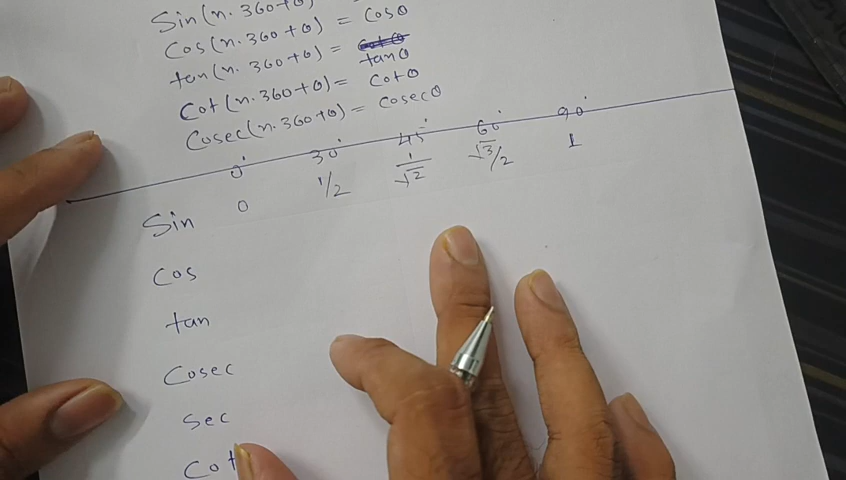 Sin(n.360+θ)
Cos(n.360+θ) = Cosθ
tan(n.360+θ) = tanθ
Cot(n.360+θ) = Cotθ
Cosec(n.360+θ) = Cosecθ
0° 30° 45° 60° 90°
Sin 0 1/2 1/√2 √3/2 1
Cos
tan
Cosec
Sec
Cot